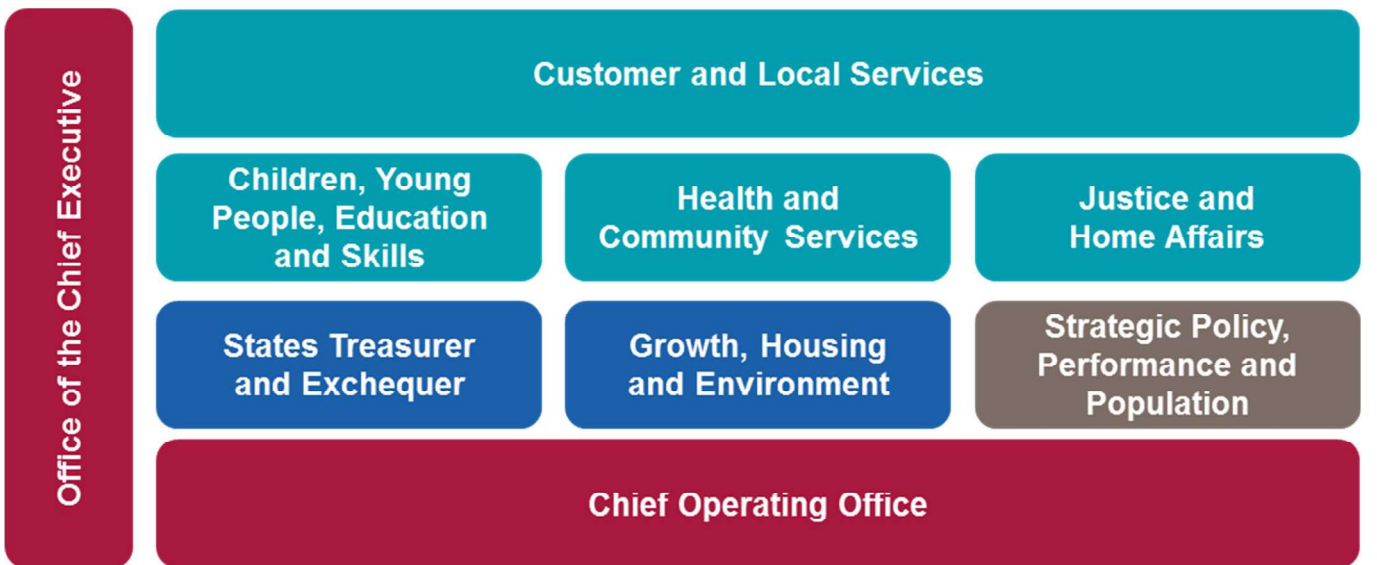 Office of the Chief Executive
Customer and Local Services
Children, Young
People, Education
and Skills
Health and
Community Services
Justice and
Home Affairs
States Treasurer
and Exchequer
Growth, Housing
and Environment
Strategic Policy,
Performance and
Population
Chief Operating Office